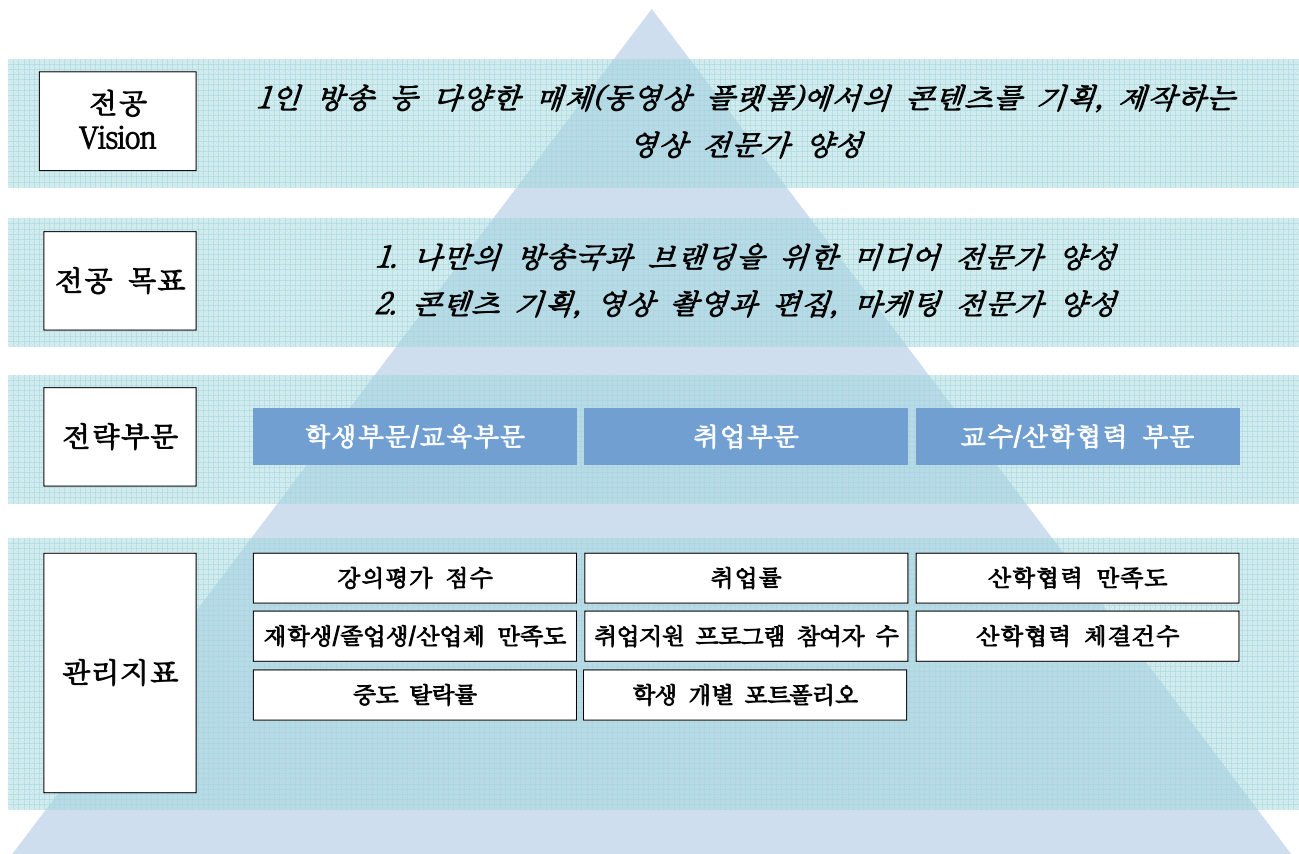 전공
Vision
1인 방송 등 다양한 매체(동영상 플랫폼)에서의 콘텐츠를 기획, 제작하는
영상 전문가 양성
전공 목표
1. 나만의 방송국과 브랜딩을 위한 미디어 전문가 양성
2. 콘텐츠 기획, 영상 촬영과 편집, 마케팅 전문가 양성
전략부문
학생부문/교육부문
취업부문
교수/산학협력 부문
관리지표
강의평가 점수
취업률
산학협력 만족도
재학생/졸업생/산업체 만족도
취업지원 프로그램 참여자 수
산학협력 체결건수
중도 탈락률
학생 개별 포트폴리오